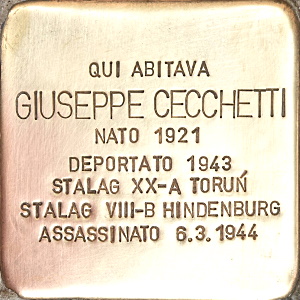 QUI ABITAVA
GIUSEPPE CECCHETTI
NATO 1921
DEPORTATO 1943
STALAG XX-A TORUŃ
STALAG VIII-B HINDENBURG
ASSASSINATO 6.3.1944